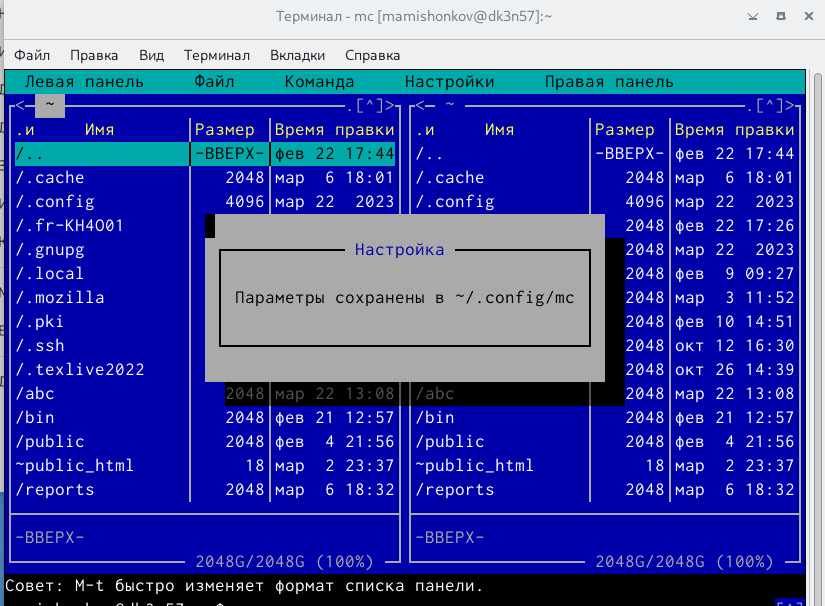 Терминал - mc [mamishonkov@dk3n57]:~
Файл Правка Вид Терминал Вкладки Справка
Левая панель Файл Команда Настройки Правая панель
<─ ~ .[^]> <─ ~ .[^]>
.и Имя Размер Время правки .и Имя Размер Время правки
/.. -ВВЕРХ- фев 22 17:44 /.. -ВВЕРХ- фев 22 17:44
/.cache 2048 мар 6 18:01 /.cache 2048 мар 6 18:01
/.config 4096 мар 22 2023 /.config 4096 мар 22 2023
/.fr-KH4O01 2048 фев 22 17:26
/.gnupg Настройка 2048 мар 22 2023
/.local 2048 фев 9 09:27
/.mozilla Параметры сохранены в ~/.config/mc 2048 мар 3 11:52
/.pki 2048 фев 10 14:51
/.ssh 2048 окт 12 16:30
/.texlive2022 2048 окт 26 14:39
/abc 2048 мар 22 13:08 /abc 2048 мар 22 13:08
/bin 2048 фев 21 12:57 /bin 2048 фев 21 12:57
/public 2048 фев 4 21:56 /public 2048 фев 4 21:56
~public_html 18 мар 2 23:37 ~public_html 18 мар 2 23:37
/reports 2048 мар 6 18:32 /reports 2048 мар 6 18:32
-ВВЕРХ- -ВВЕРХ-
2048G/2048G (100%) 2048G/2048G (100%)
Совет: M-t быстро изменяет формат списка панели.